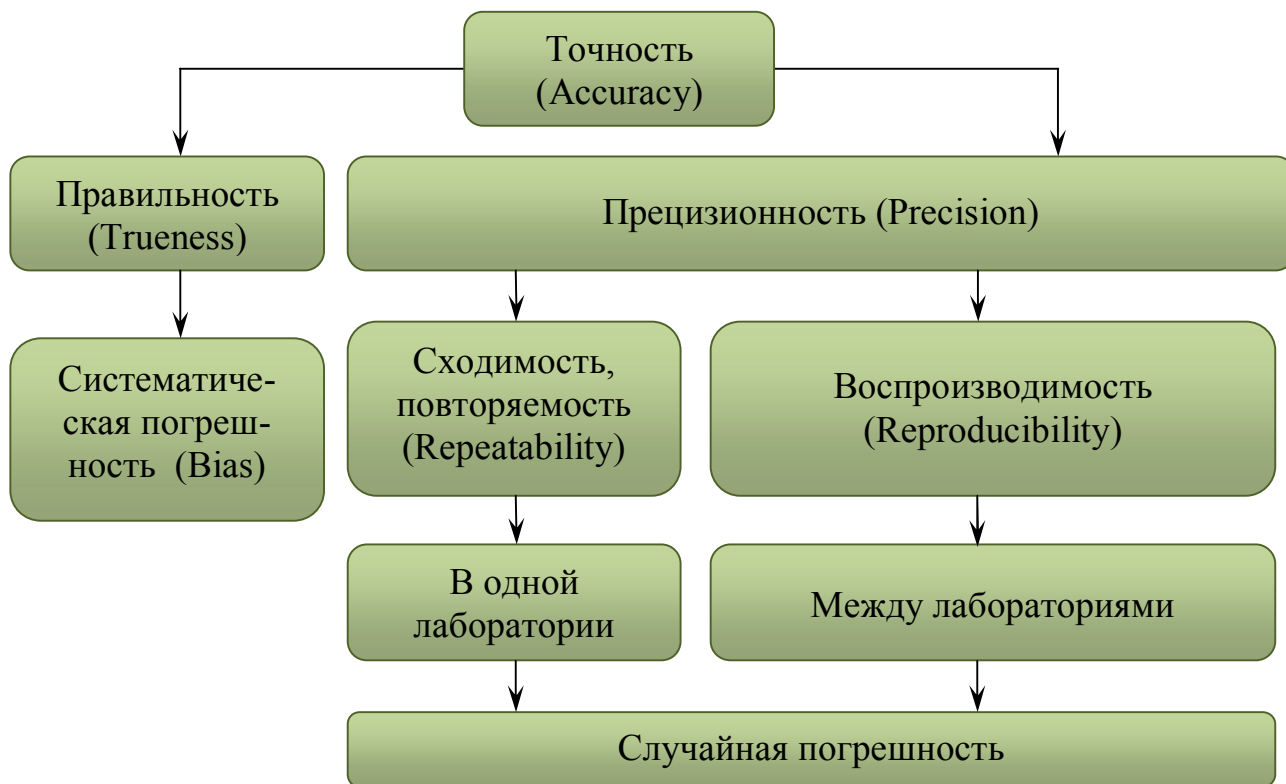 Точность
(Accuracy)
Правильность
(Trueness)
Прецизионность (Precision)
Систематиче-
ская погреш-
ность (Bias)
Сходимость,
повторяемость
(Repeatability)
Воспроизводимость
(Reproducibility)
В одной
лаборатории
Между лабораториями
Случайная погрешность